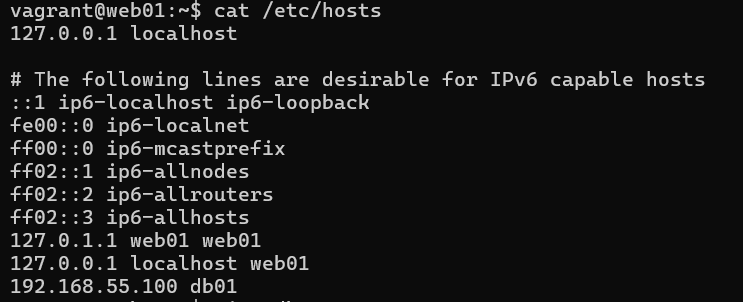 vagrant@web01:~$ cat /etc/hosts
127.0.0.1 localhost
# The following lines are desirable for IPv6 capable hosts
::1 ip6-localhost ip6-loopback
fe00::0 ip6-localnet
ff00::0 ip6-mcastprefix
ff02::1 ip6-allnodes
ff02::2 ip6-allrouters
ff02::3 ip6-allhosts
127.0.1.1 web01 web01
127.0.0.1 localhost web01
192.168.55.100 db01